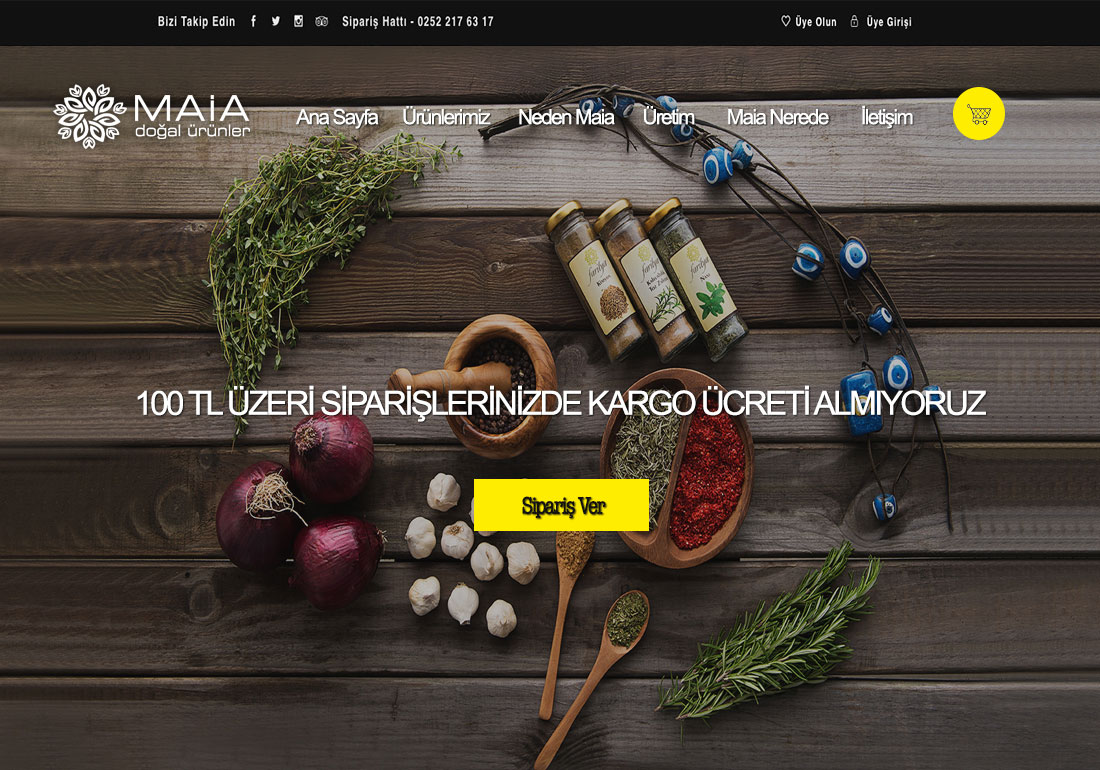 Bizi Takip Edin Sipariş Hattı - 0252 217 63 17 Üye Olun Üye Girişi
MAiA
doğal ürünler
Ana Sayfa Ürünlerimiz Neden Maia Üretim Maia Nerede İletişim
100 TL ÜZERİ SİPARİŞLERİNİZDE KARGO ÜCRETİ ALMIYORUZ
Sipariş Ver